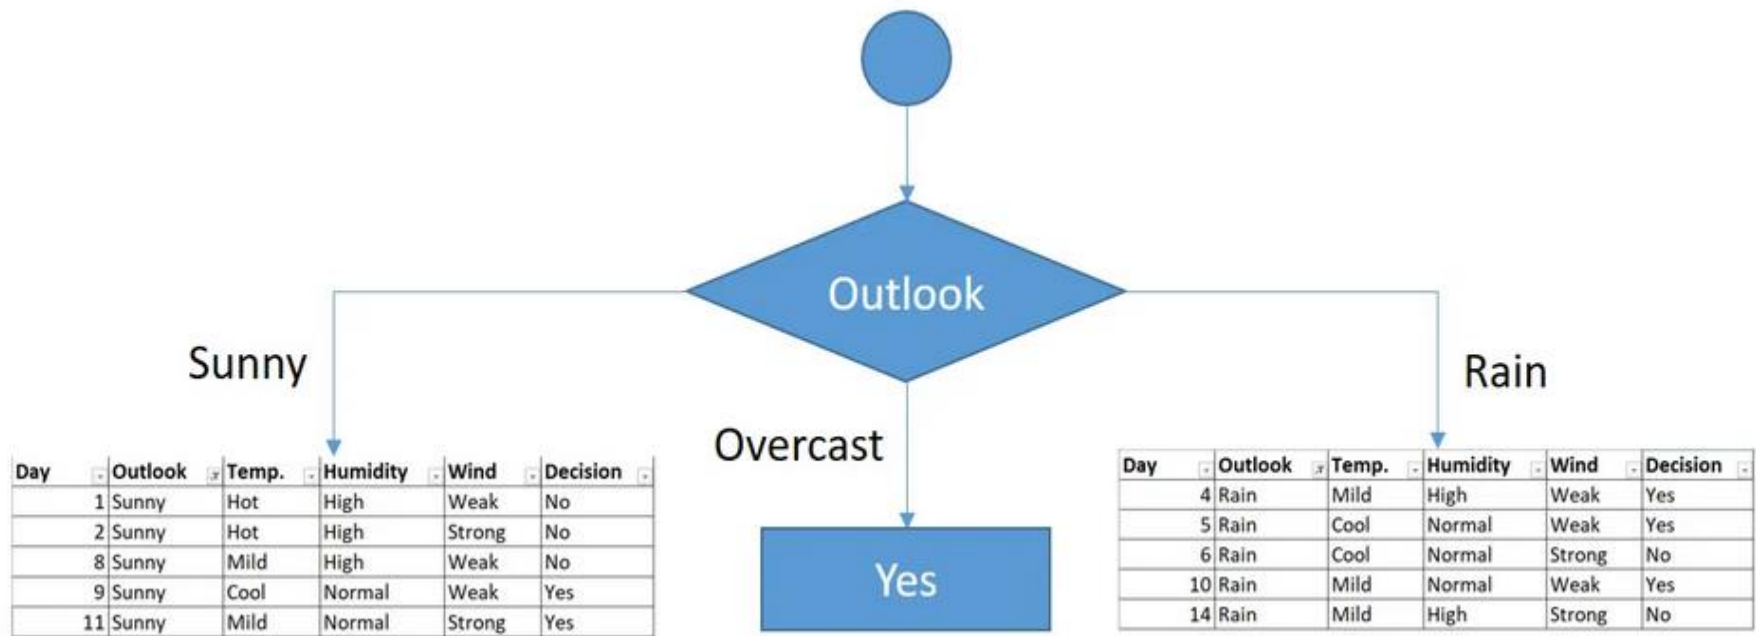 Outlook
Sunny
Rain
Overcast
Day Outlook Temp. Humidity Wind Decision
1 Sunny Hot High Weak No
2 Sunny Hot High Strong No
8 Sunny Mild High Weak No
9 Sunny Cool Normal Weak Yes
11 Sunny Mild Normal Strong Yes
Yes
Day Outlook Temp. Humidity Wind Decision
4 Rain Mild High Weak Yes
5 Rain Cool Normal Weak Yes
6 Rain Cool Normal Strong No
10 Rain Mild Normal Weak Yes
14 Rain Mild High Strong No